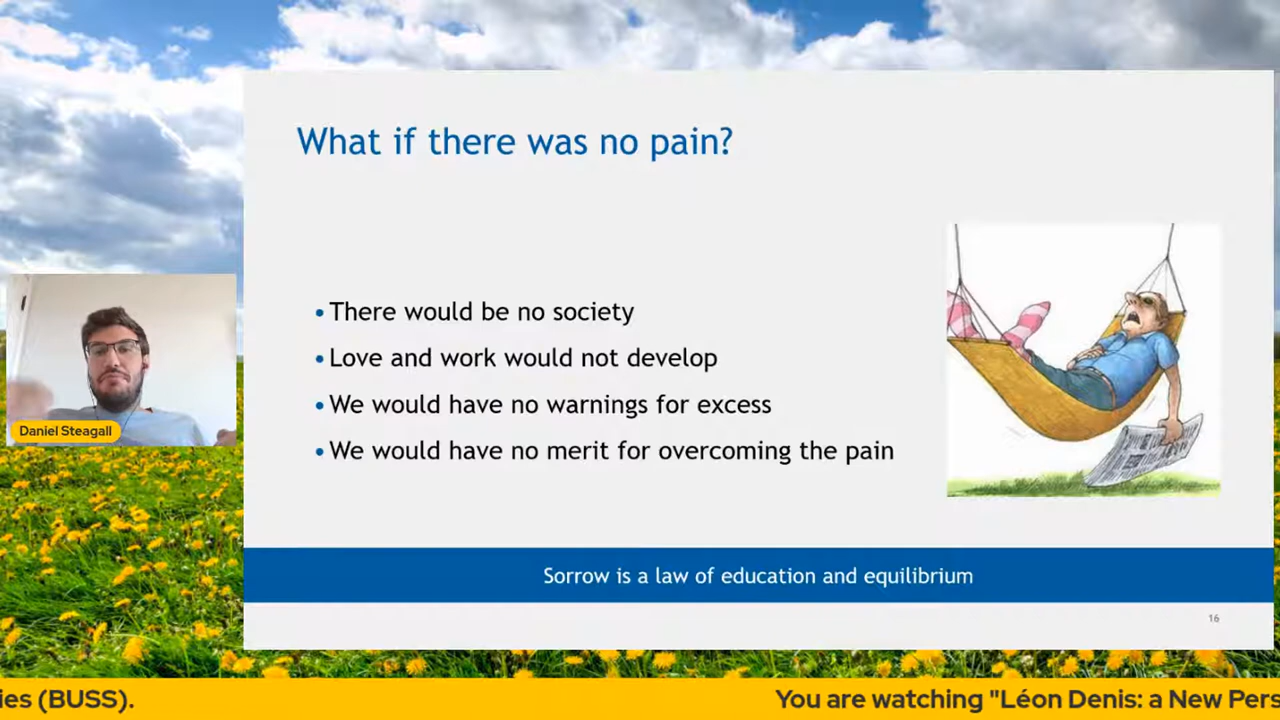 What if there was no pain?
• There would be no society
• Love and work would not develop
• We would have no warnings for excess
• We would have no merit for overcoming the pain
Daniel Steagall
Sorrow is a law of education and equilibrium
16
ies (BUSS). You are watching "Léon Denis: a New Pers